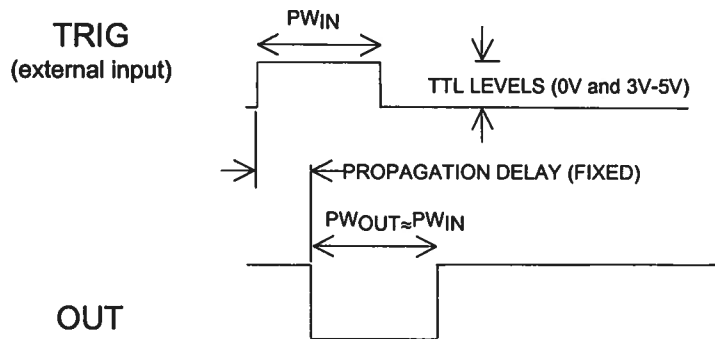 PWIN
TRIG
(external input)
TTL LEVELS (0V and 3V-5V)
PROPAGATION DELAY (FIXED)
PWOUT≈PWIN
OUT